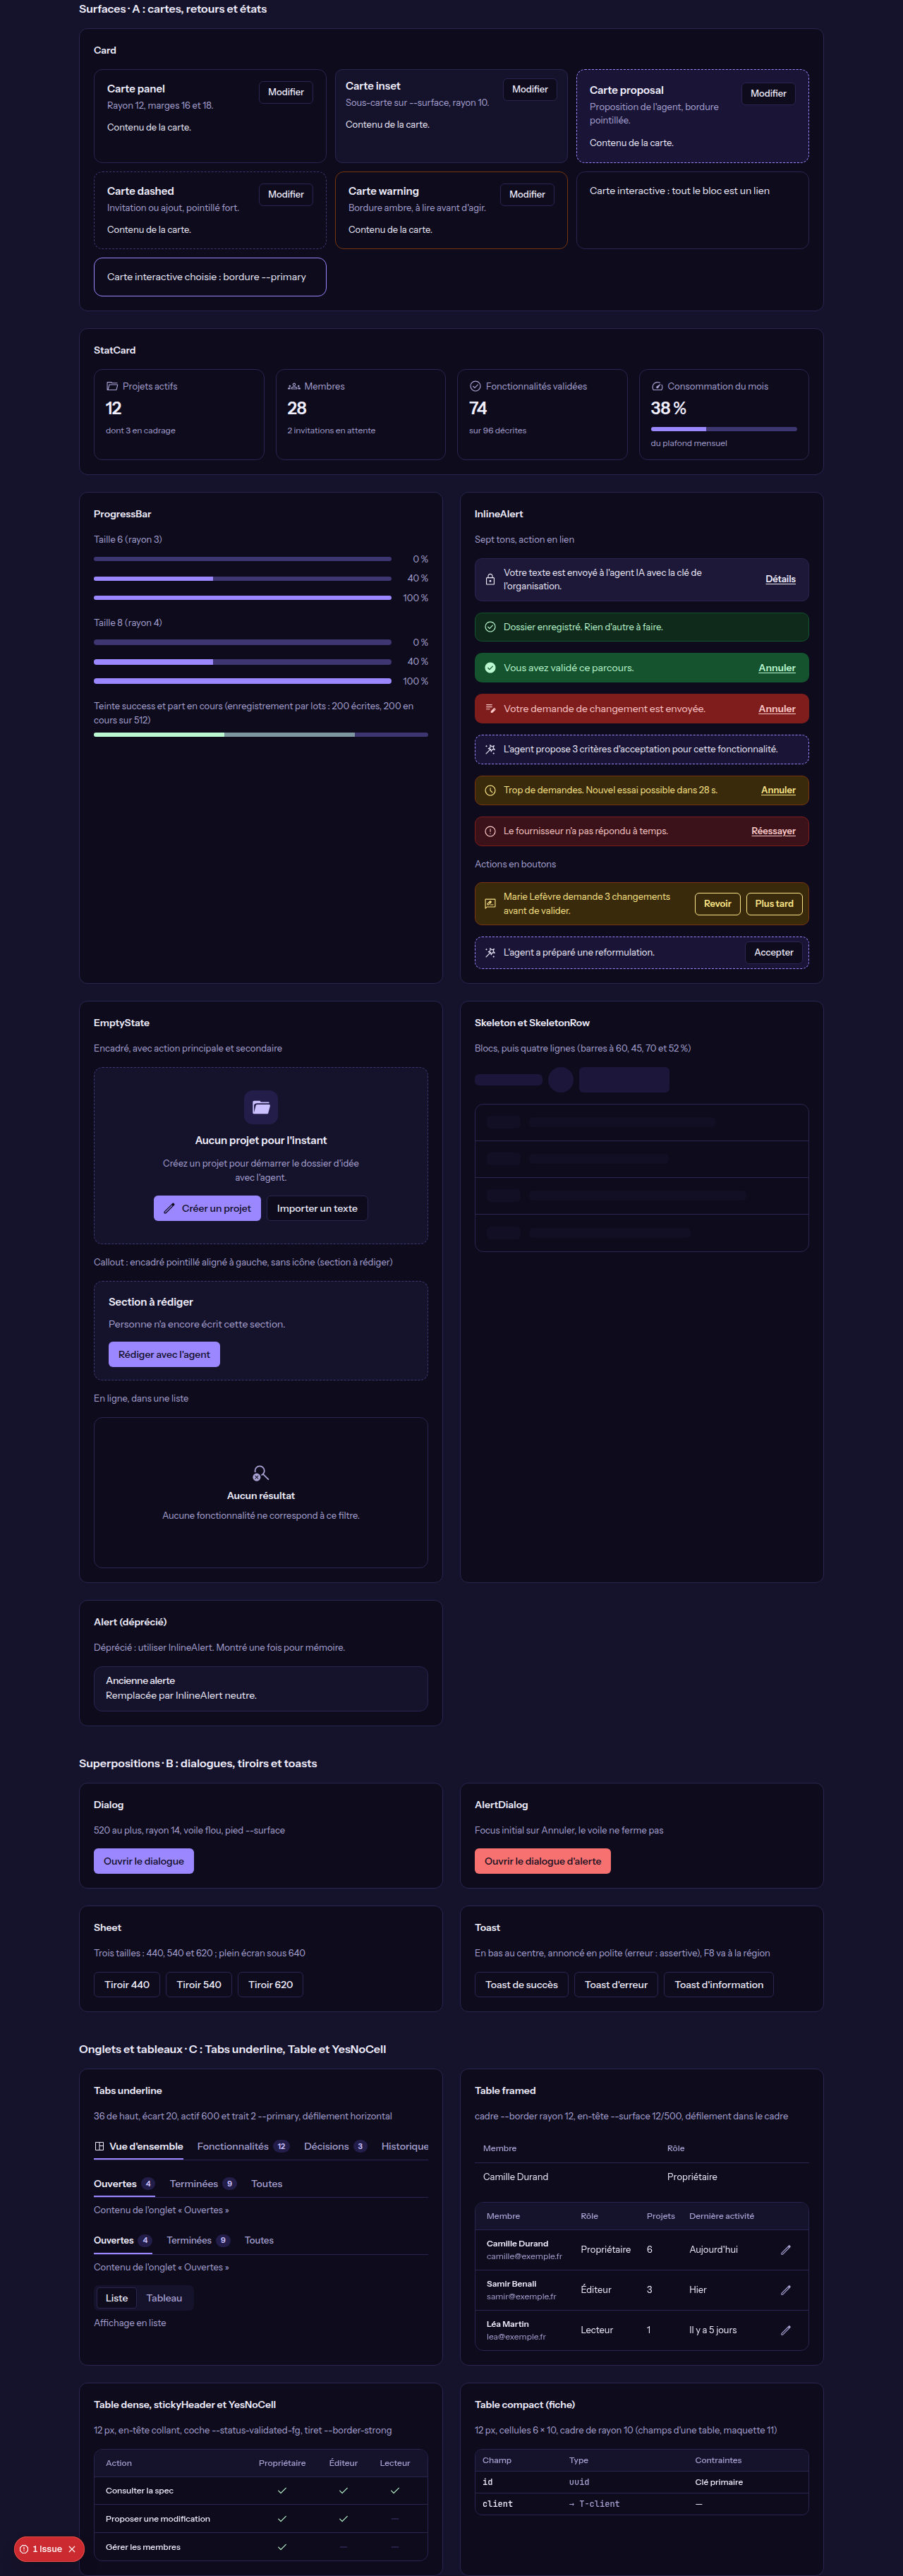 Surfaces · A : cartes, retours et états
Card
Carte panel
Modifier
Rayon 12, marges 16 et 18.
Contenu de la carte.
Carte inset
Modifier
Sous-carte sur --surface, rayon 10.
Contenu de la carte.
Carte proposal
Modifier
Proposition de l'agent, bordure
pointillée.
Contenu de la carte.
Carte dashed
Modifier
Invitation ou ajout, pointillé fort.
Contenu de la carte.
Carte warning
Modifier
Bordure ambre, à lire avant d'agir.
Contenu de la carte.
Carte interactive : tout le bloc est un lien
Carte interactive choisie : bordure --primary
StatCard
Projets actifs
12
dont 3 en cadrage
Membres
28
2 invitations en attente
Fonctionnalités validées
74
sur 96 décrites
Consommation du mois
38 %
du plafond mensuel
ProgressBar
Taille 6 (rayon 3)
0 %
40 %
100 %
Taille 8 (rayon 4)
0 %
40 %
100 %
Teinte success et part en cours (enregistrement par lots : 200 écrites, 200 en
cours sur 512)
InlineAlert
Sept tons, action en lien
Votre texte est envoyé à l'agent IA avec la clé de
l'organisation.
Détails
Dossier enregistré. Rien d'autre à faire.
Vous avez validé ce parcours.
Annuler
Votre demande de changement est envoyée.
Annuler
L'agent propose 3 critères d'acceptation pour cette fonctionnalité.
Trop de demandes. Nouvel essai possible dans 28 s.
Annuler
Le fournisseur n'a pas répondu à temps.
Réessayer
Actions en boutons
Marie Lefèvre demande 3 changements
avant de valider.
Revoir
Plus tard
L'agent a préparé une reformulation.
Accepter
EmptyState
Encadré, avec action principale et secondaire
Aucun projet pour l'instant
Créez un projet pour démarrer le dossier d'idée
avec l'agent.
Créer un projet
Importer un texte
Callout : encadré pointillé aligné à gauche, sans icône (section à rédiger)
Section à rédiger
Personne n'a encore écrit cette section.
Rédiger avec l'agent
En ligne, dans une liste
Aucun résultat
Aucune fonctionnalité ne correspond à ce filtre.
Skeleton et SkeletonRow
Blocs, puis quatre lignes (barres à 60, 45, 70 et 52 %)
Alert (déprécié)
Déprécié : utiliser InlineAlert. Montré une fois pour mémoire.
Ancienne alerte
Remplacée par InlineAlert neutre.
Superpositions · B : dialogues, tiroirs et toasts
Dialog
520 au plus, rayon 14, voile flou, pied --surface
Ouvrir le dialogue
AlertDialog
Focus initial sur Annuler, le voile ne ferme pas
Ouvrir le dialogue d'alerte
Sheet
Trois tailles : 440, 540 et 620 ; plein écran sous 640
Tiroir 440
Tiroir 540
Tiroir 620
Toast
En bas au centre, annoncé en polite (erreur : assertive), F8 va à la région
Toast de succès
Toast d'erreur
Toast d'information
Onglets et tableaux · C : Tabs underline, Table et YesNoCell
Tabs underline
36 de haut, écart 20, actif 600 et trait 2 --primary, défilement horizontal
Vue d'ensemble
Fonctionnalités 12
Décisions 3
Historique
Ouvertes 4
Terminées 9
Toutes
Contenu de l'onglet « Ouvertes »
Ouvertes 4
Terminées 9
Toutes
Contenu de l'onglet « Ouvertes »
Liste
Tableau
Affichage en liste
Table framed
cadre --border rayon 12, en-tête --surface 12/500, défilement dans le cadre
Membre
Rôle
Camille Durand
Propriétaire
Membre
Rôle
Projets
Dernière activité
Camille Durand
camille@exemple.fr
Propriétaire
6
Aujourd'hui
Samir Benali
samir@exemple.fr
Éditeur
3
Hier
Léa Martin
lea@exemple.fr
Lecteur
1
Il y a 5 jours
Table dense, stickyHeader et YesNoCell
12 px, en-tête collant, coche --status-validated-fg, tiret --border-strong
Action
Propriétaire
Éditeur
Lecteur
Consulter la spec
Proposer une modification
—
Gérer les membres
—
—
Table compact (fiche)
12 px, cellules 6 × 10, cadre de rayon 10 (champs d'une table, maquette 11)
Champ
Type
Contraintes
id
uuid
Clé primaire
client
→ T-client
—
1 Issue